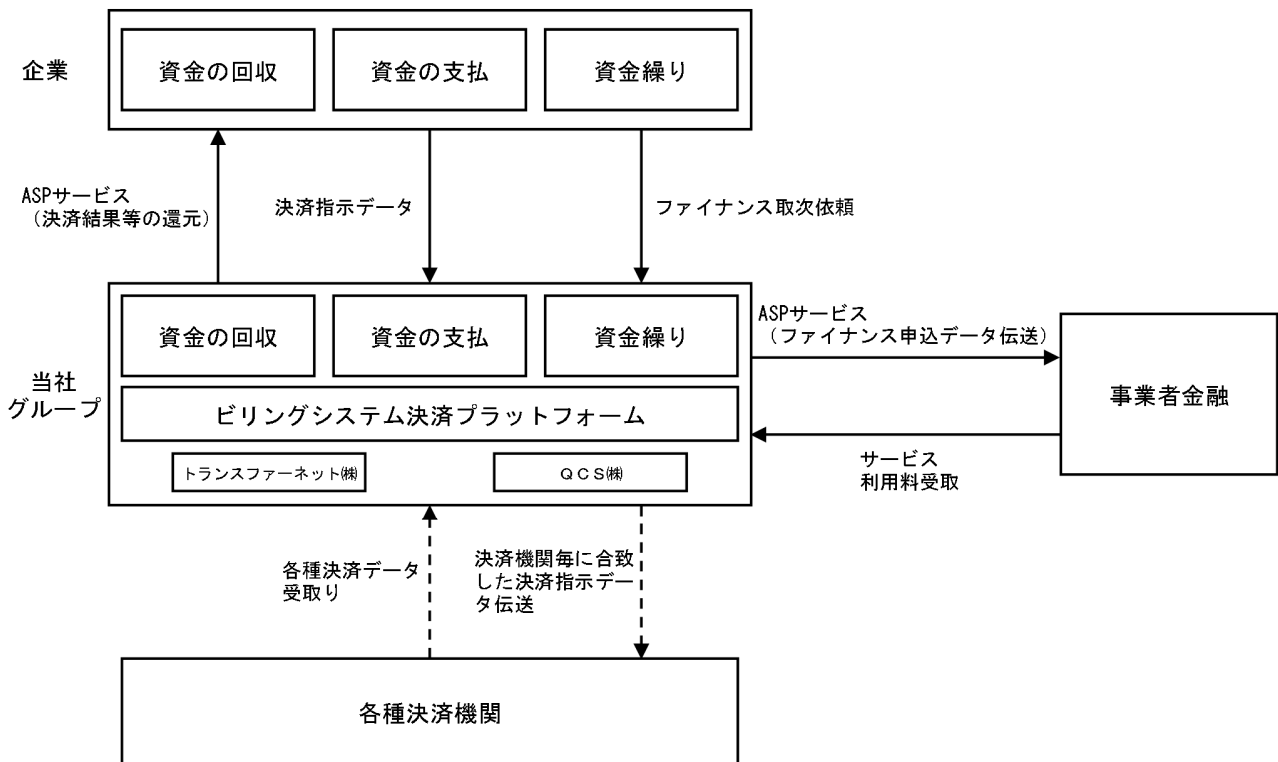 企業
資金の回収
資金の支払
資金繰り
ASPサービス
（決済結果等の還元）
決済指示データ
ファイナンス取次依頼
当社
グループ
資金の回収
資金の支払
資金繰り
ビリングシステム決済プラットフォーム
トランスファーネット㈱
ＱＣＳ㈱
ASPサービス
（ファイナンス申込データ伝送）
事業者金融
サービス
利用料受取
各種決済データ
受取り
決済機関毎に合致
した決済指示デー
タ伝送
各種決済機関